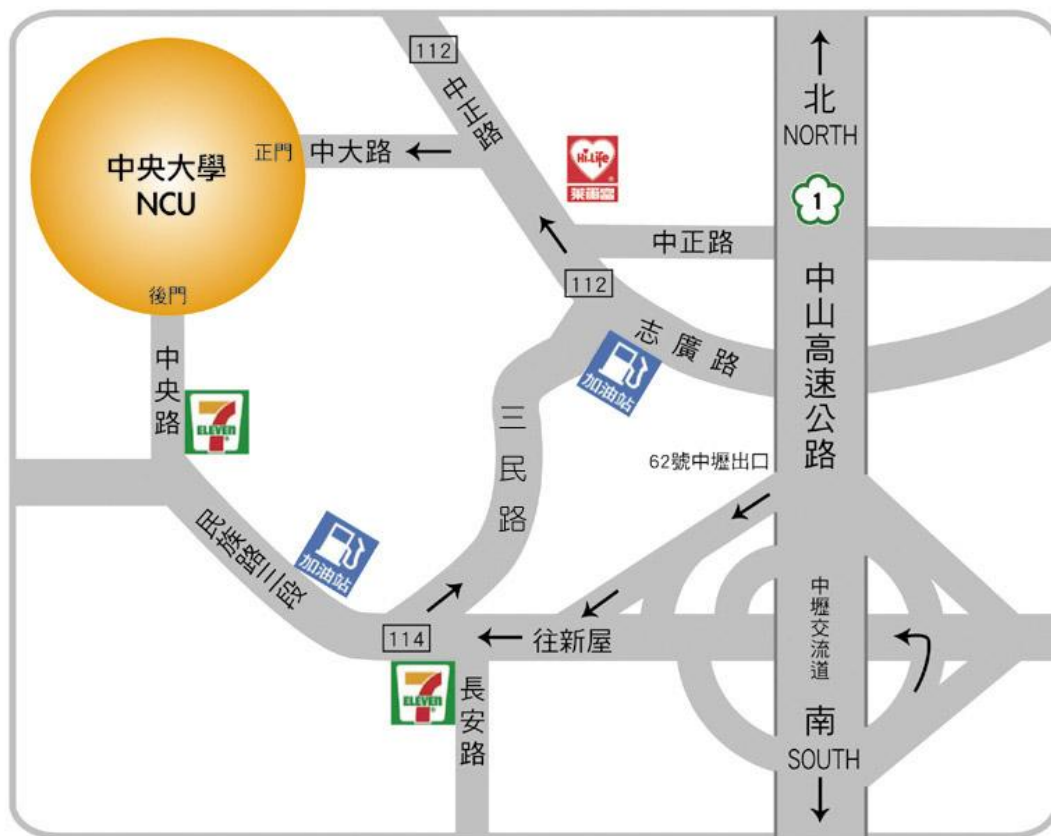 112
中正路
北
NORTH
正門
中大路
Hi-Life
萊爾富
中央大學
NCU
1
中正路
112
後門
志廣路
中山高速公路
中央路
加油站
7
ELEVEN
三民路
62號中壢出口
民族路三段
加油站
中壢交流道
114
往新屋
7
ELEVEN
長安路
南
SOUTH